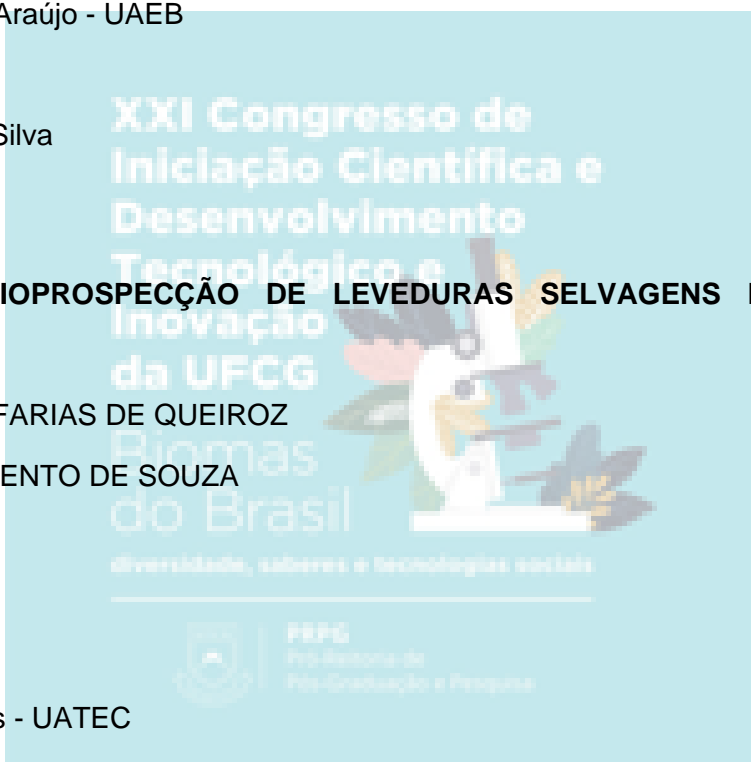 Araújo - UAEB
XXI Congresso de
Silva
Iniciação Científica e
Desenvolvimento
Tecnológico e
IOPROSPECÇÃO DE LEVEDURAS SELVAGENS
Inovação
da UFCG
FARIAS DE QUEIROZ
Biomas
ENTO DE SOUZA
do Brasil
diversidade, saberes e tecnologias sociais
PRPG
Pró-Reitoria de
Pós-Graduação e Pesquisa
s - UATEC